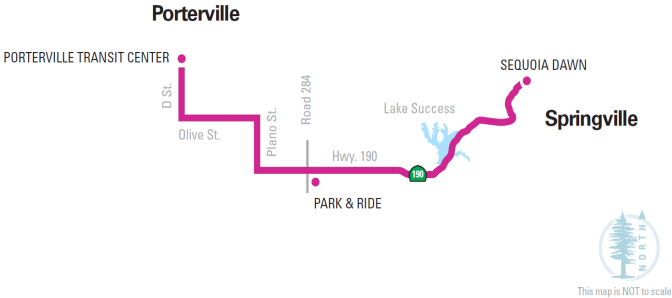 Porterville
PORTERVILLE TRANSIT CENTER
SEQUOIA DAWN
D St.
Road 284
Lake Success
Springville
Olive St.
Plano St.
Hwy. 190
190
PARK & RIDE
NORTH
This map is NOT to scale